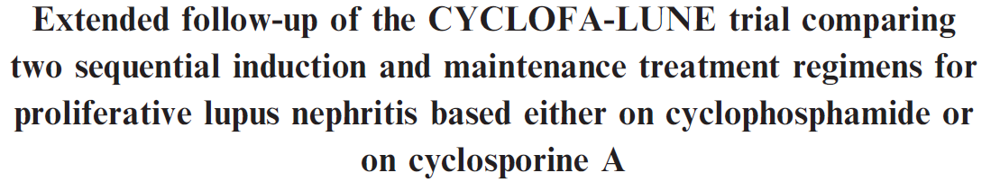 Extended follow-up of the CYCLOFA-LUNE trial comparing
two sequential induction and maintenance treatment regimens for
proliferative lupus nephritis based either on cyclophosphamide or
on cyclosporine A